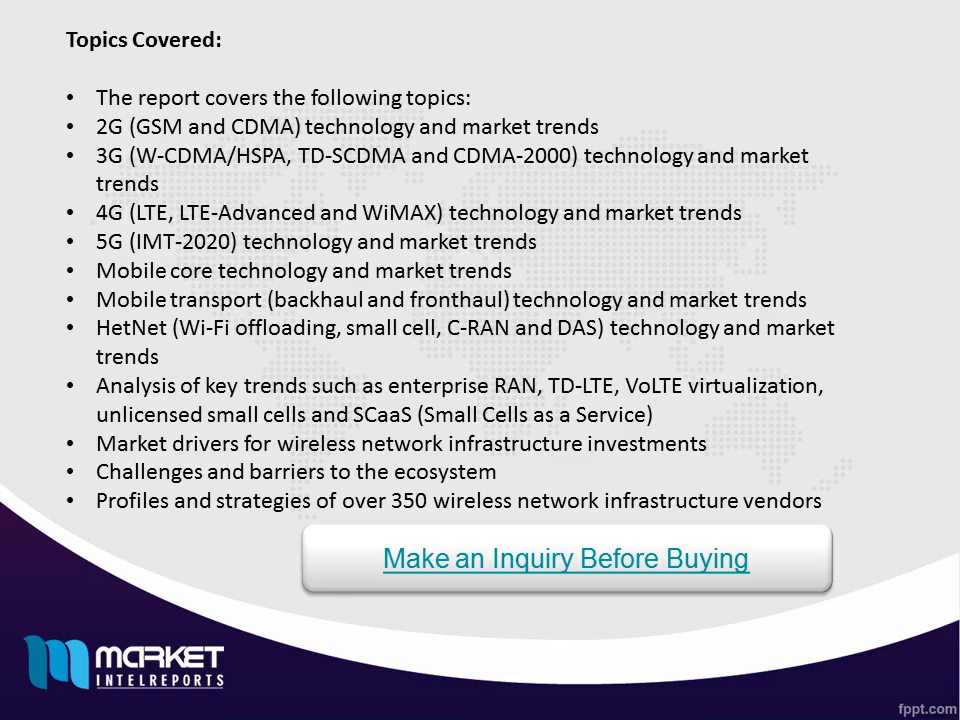 Topics Covered:
• The report covers the following topics:
• 2G (GSM and CDMA) technology and market trends
• 3G (W-CDMA/HSPA, TD-SCDMA and CDMA-2000) technology and market
trends
• 4G (LTE, LTE-Advanced and WiMAX) technology and market trends
• 5G (IMT-2020) technology and market trends
• Mobile core technology and market trends
• Mobile transport (backhaul and fronthaul) technology and market trends
• HetNet (Wi-Fi offloading, small cell, C-RAN and DAS) technology and market
trends
• Analysis of key trends such as enterprise RAN, TD-LTE, VoLTE virtualization,
unlicensed small cells and SCaaS (Small Cells as a Service)
• Market drivers for wireless network infrastructure investments
• Challenges and barriers to the ecosystem
• Profiles and strategies of over 350 wireless network infrastructure vendors
Make an Inquiry Before Buying
MARKET
INTELREPORTS
fppt.com